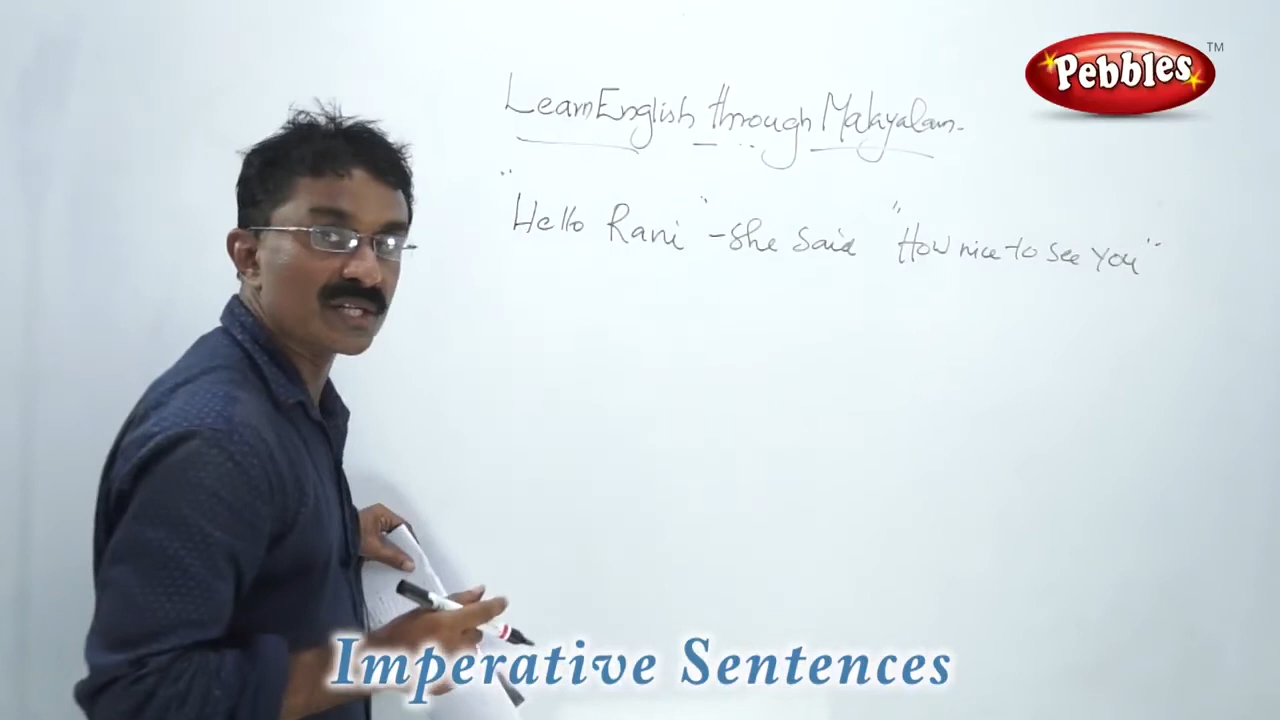 Pebbles TM
Learn English through Malayalam.
"Hello Rani" - She Said "How nice to see you"
Imperative Sentences